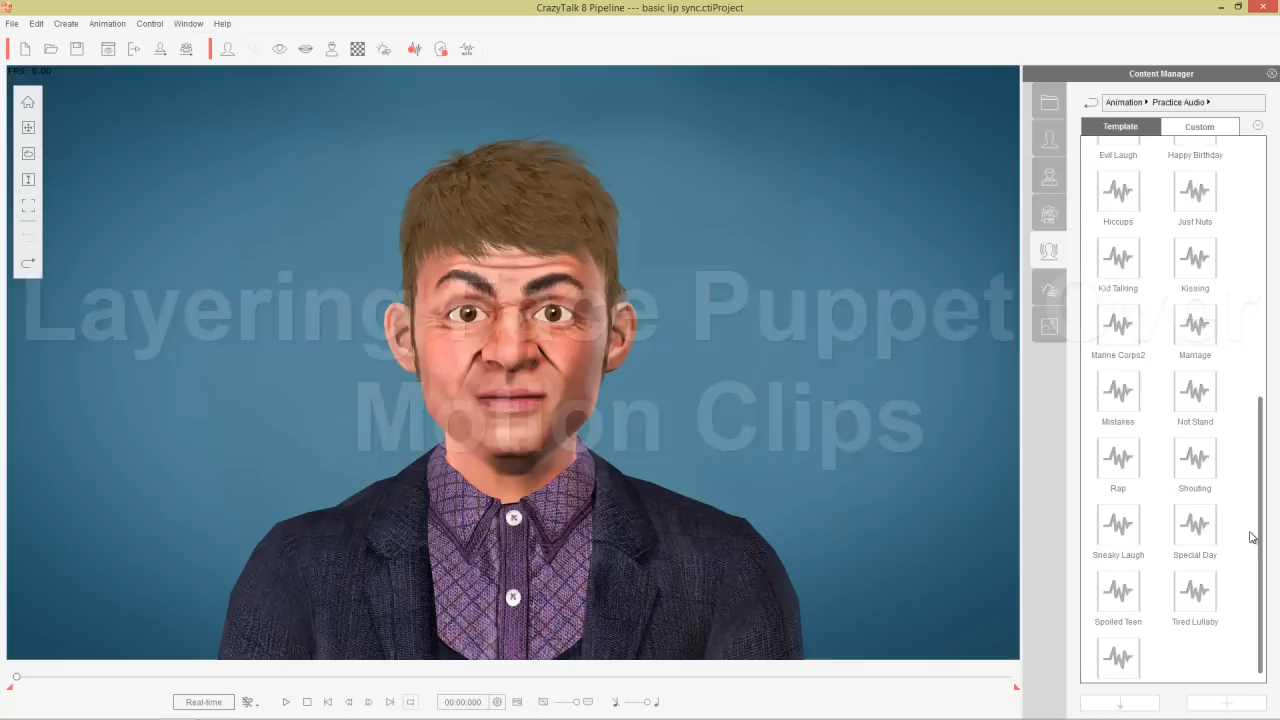 CrazyTalk 8 Pipeline --- basic lip sync.ctiProject
File Edit Create Animation Control Window Help
FPS: 0.00
Content Manager
Animation Practice Audio
Template Custom
Evil Laugh Happy Birthday
Hiccups Just Nuts
Kid Talking Kissing
Marine Corps2 Marriage
Mistakes Not Stand
Rap Shouting
Sneaky Laugh Special Day
Spoiled Teen Tired Lullaby
Layering Face Puppet Over
Motion Clips
AUTO
Real-time
00:00:000